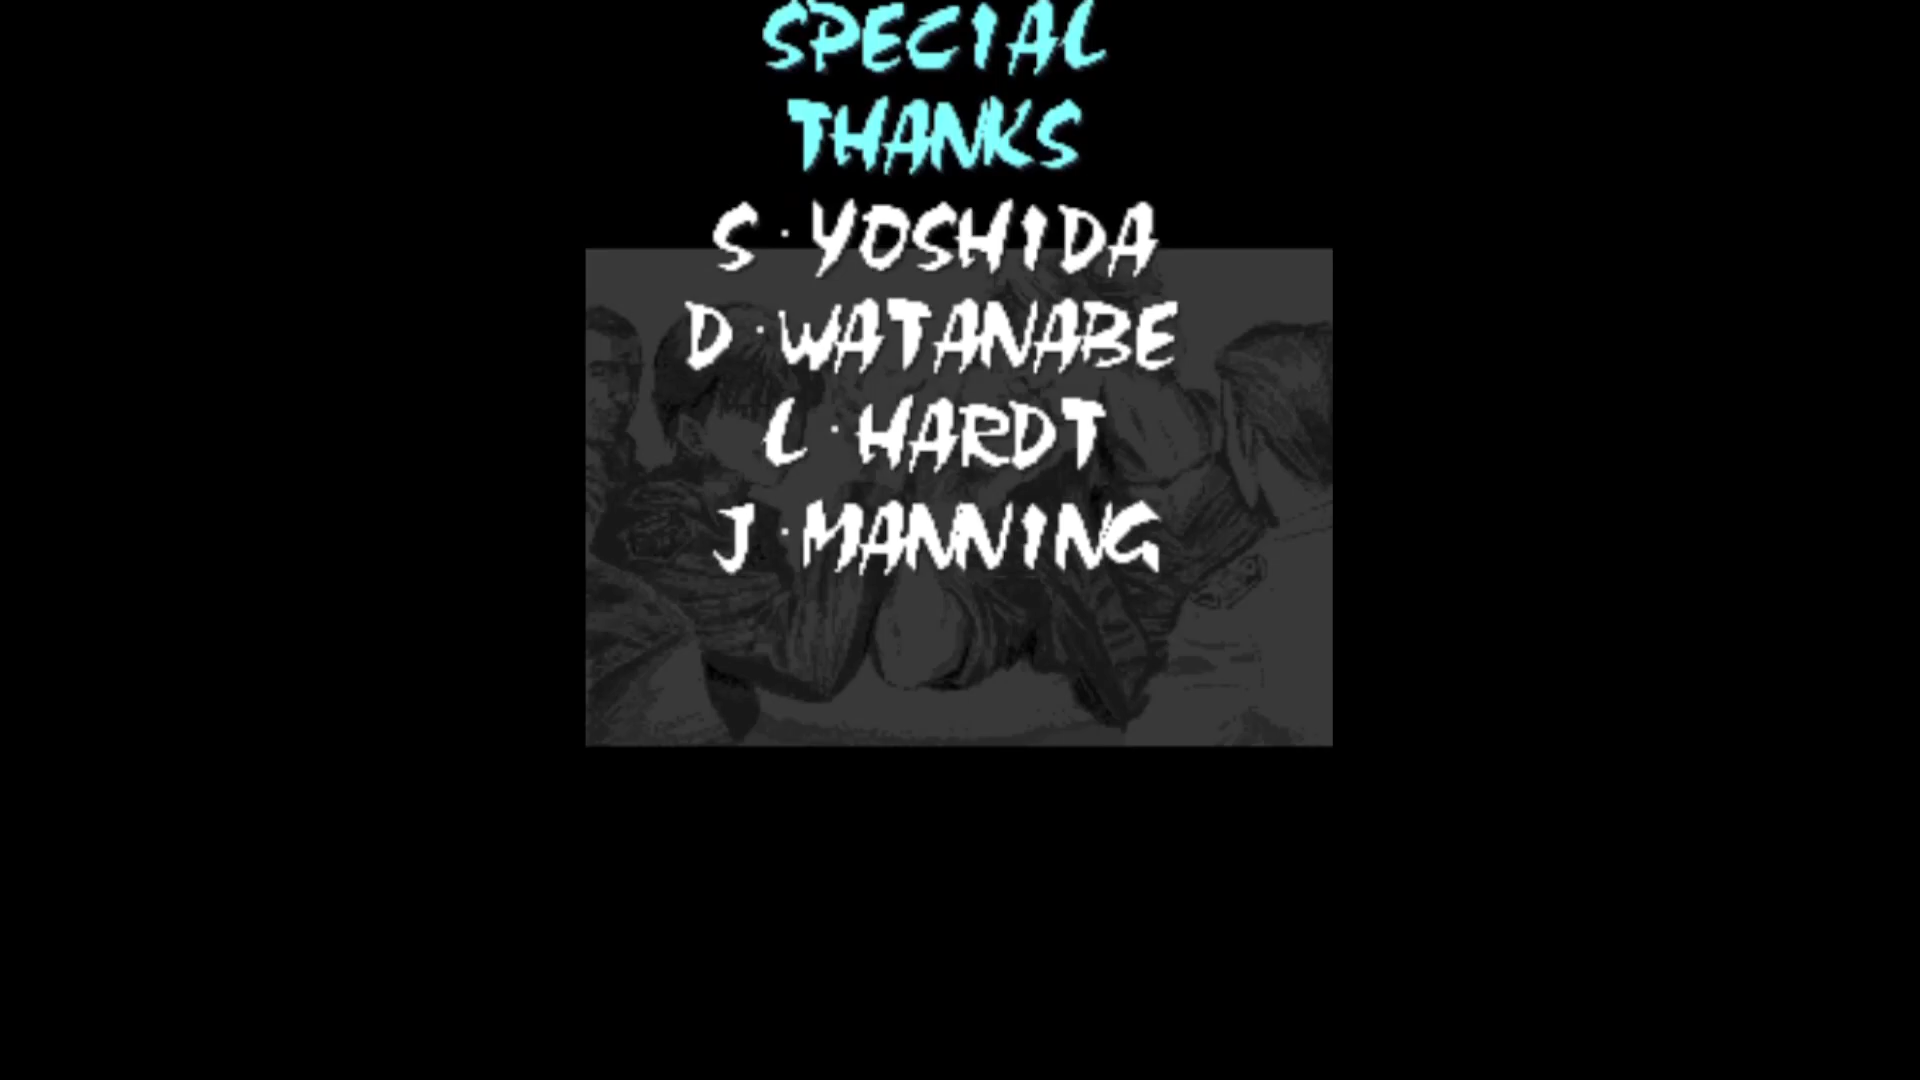 SPECIAL
THANKS
S·YOSHIDA
D·WATANABE
L·HARDT
J·MANNING